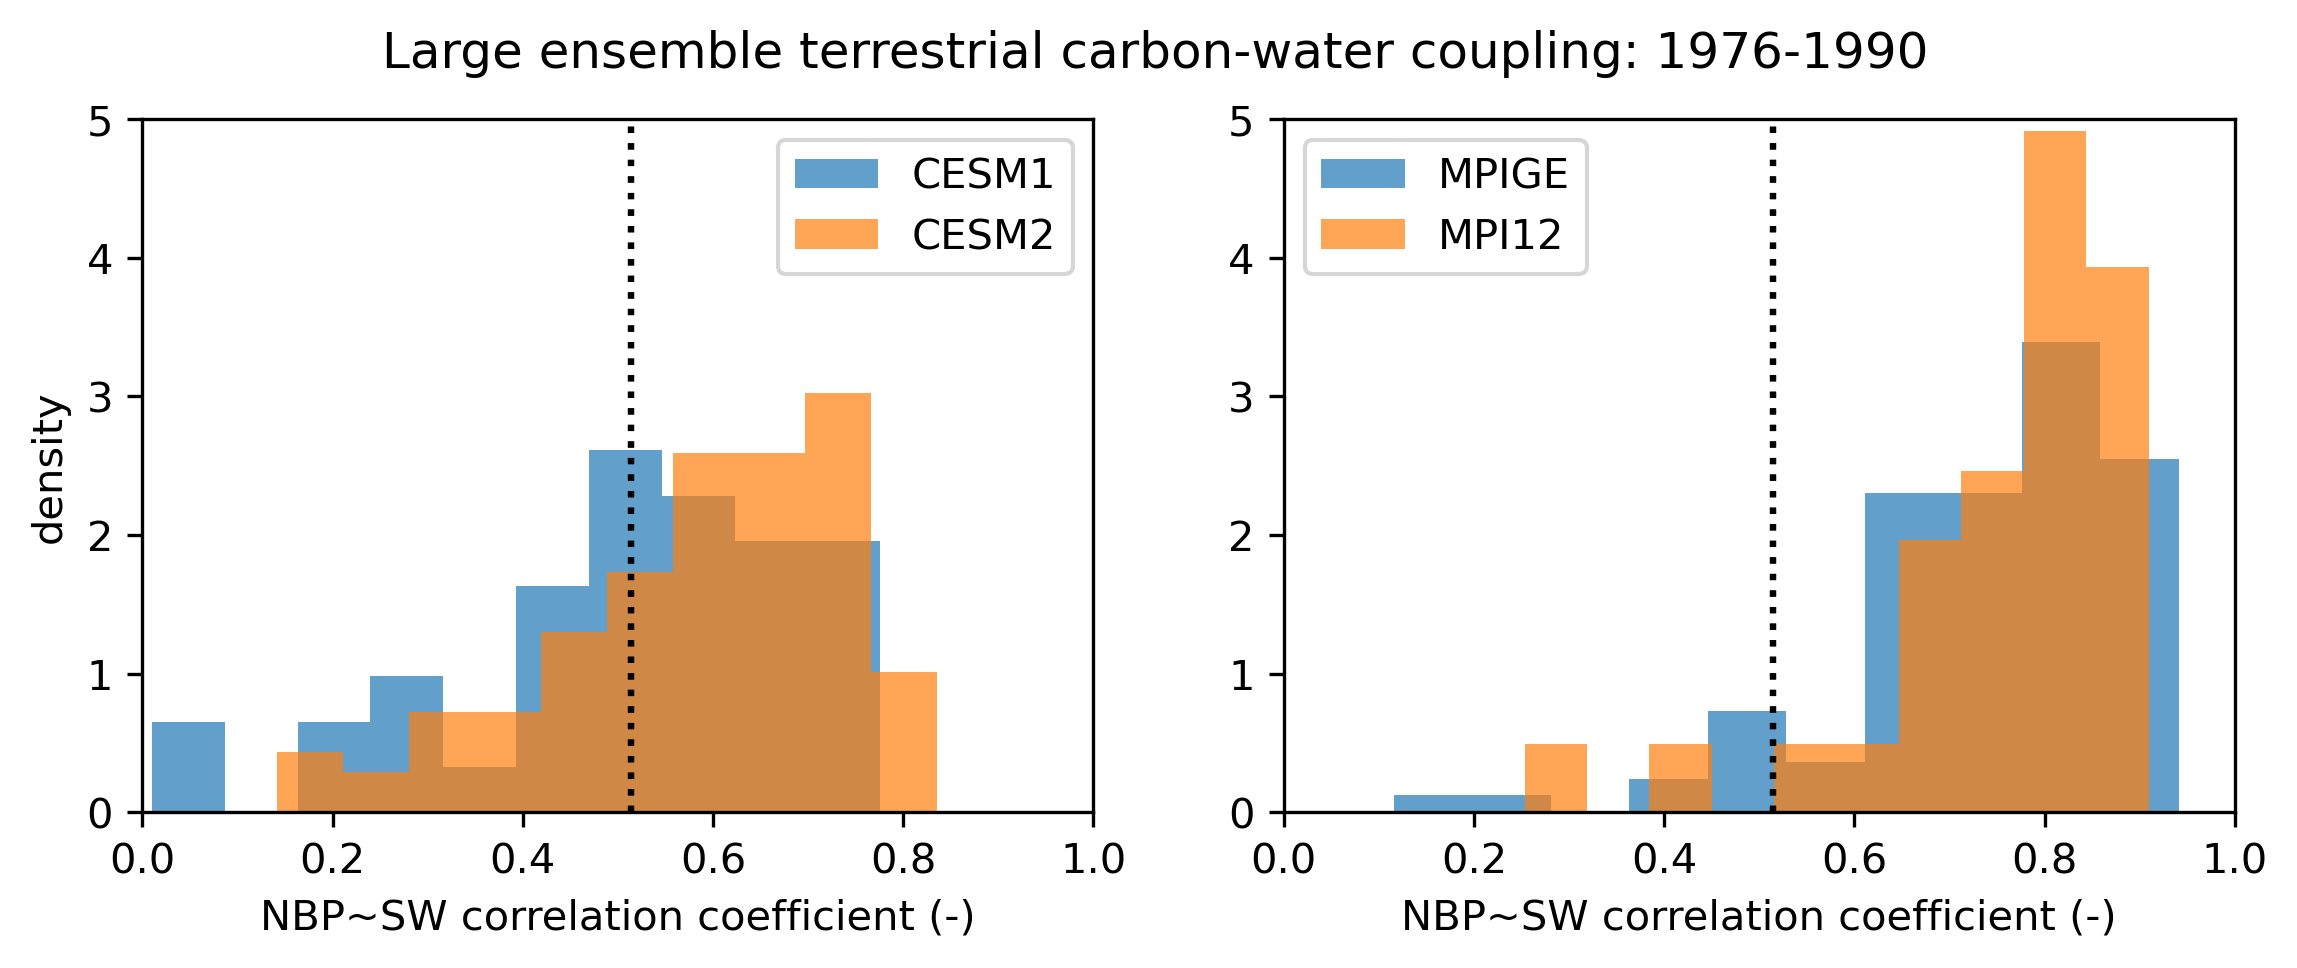 Large ensemble terrestrial carbon-water coupling: 1976-1990
5
4
3
2
1
0
density
0.0 0.2 0.4 0.6 0.8 1.0
NBP~SW correlation coefficient (-)
CESM1
CESM2
5
4
3
2
1
0
0.0 0.2 0.4 0.6 0.8 1.0
NBP~SW correlation coefficient (-)
MPIGE
MPI12